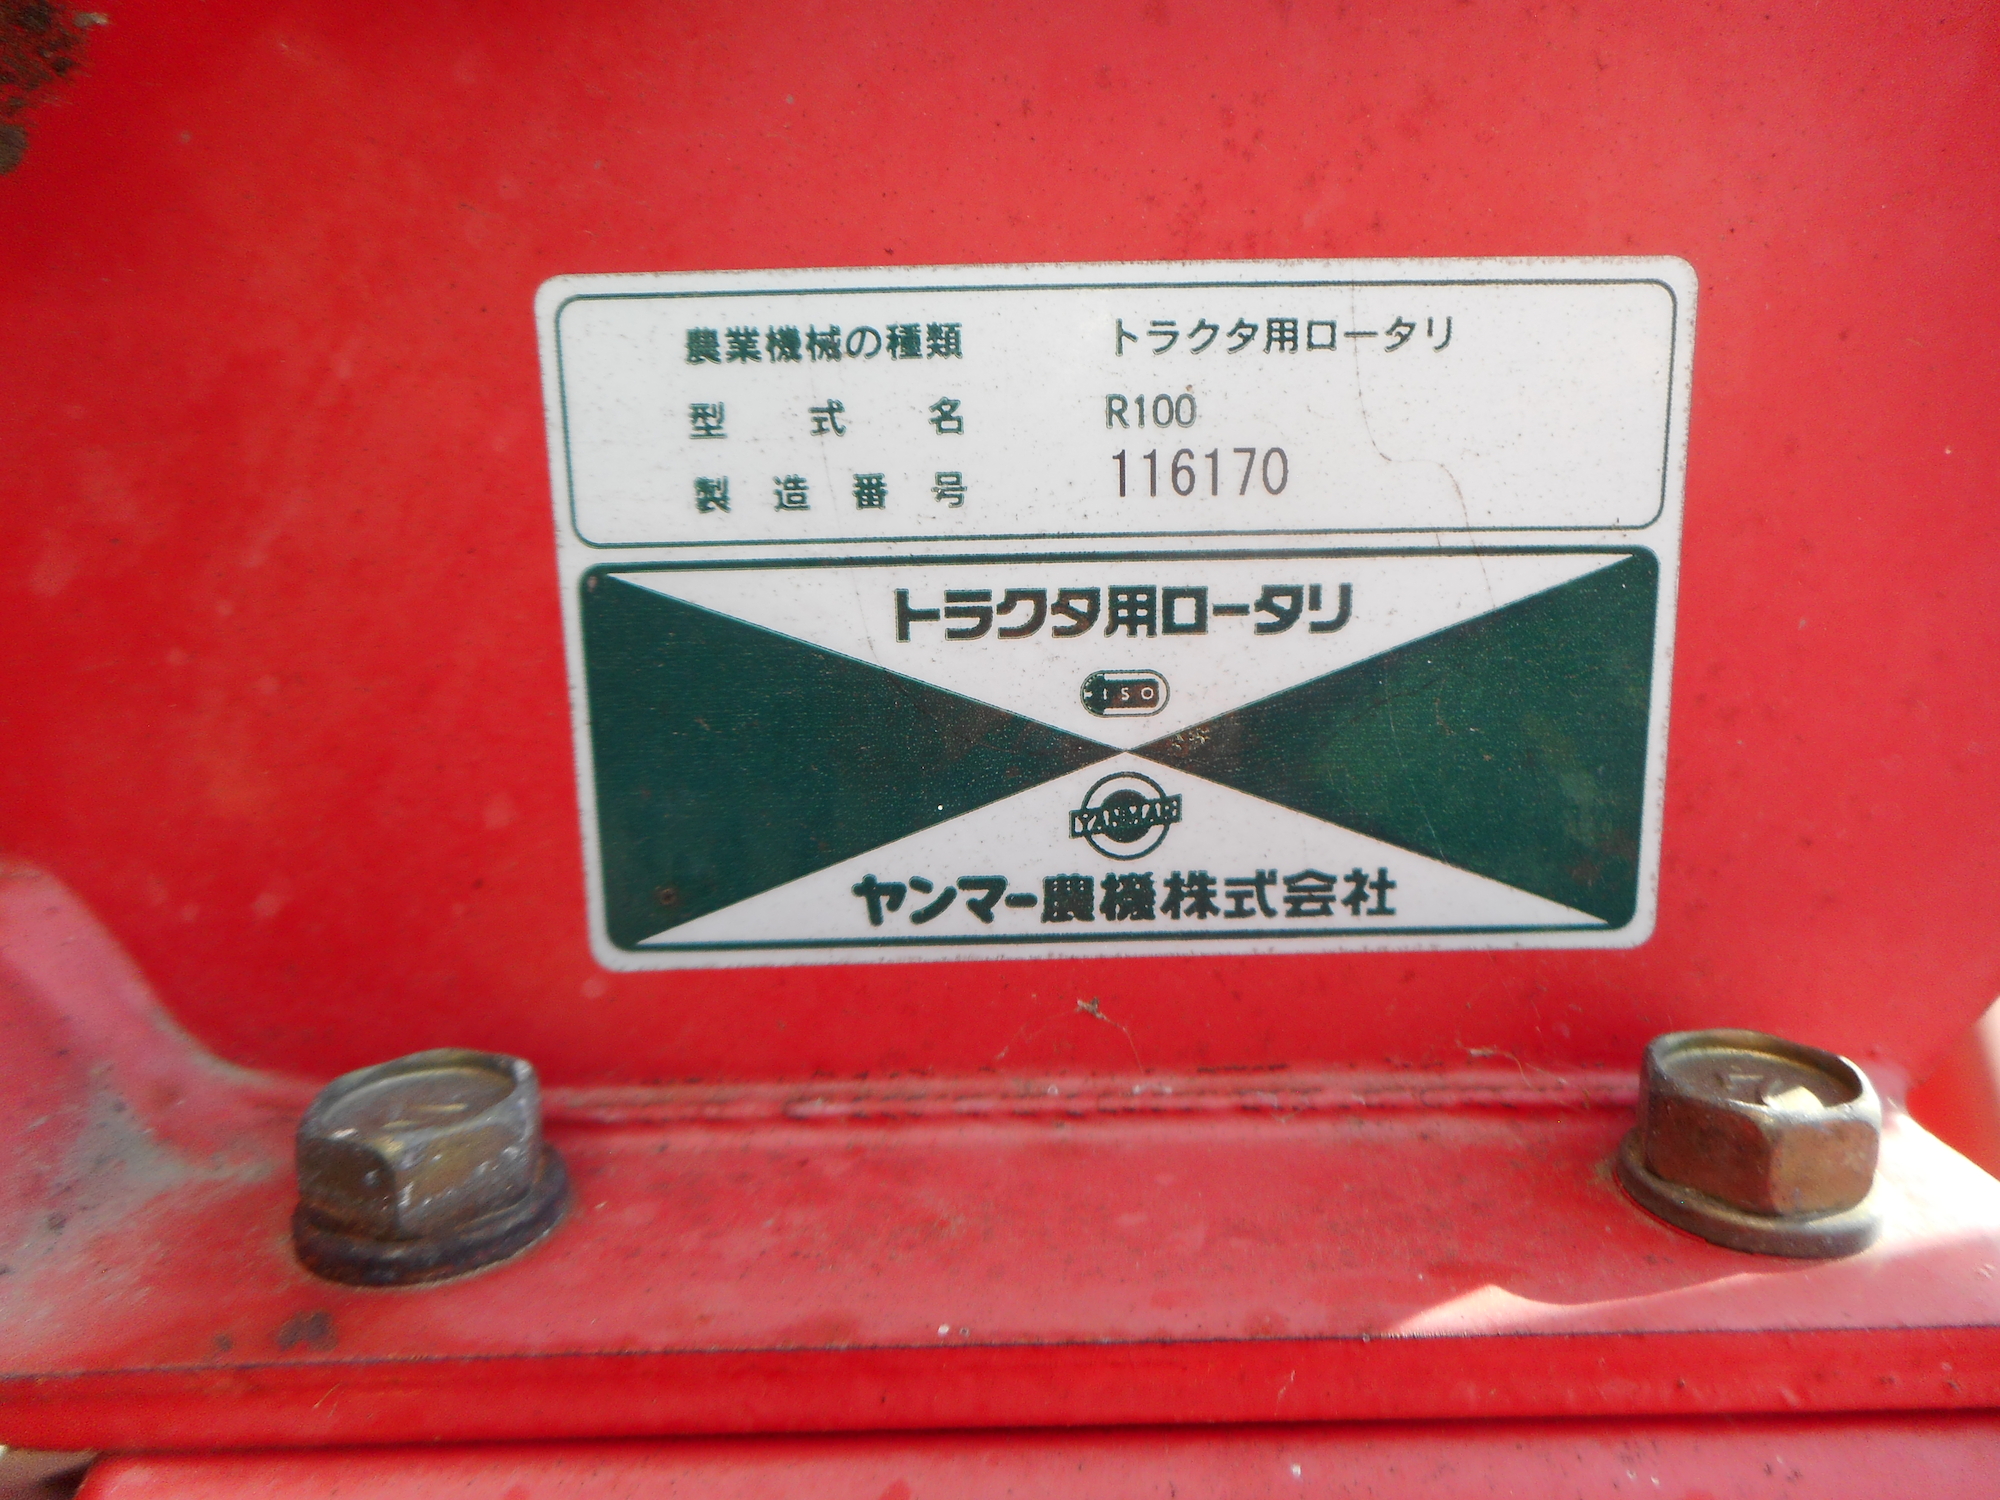 農業機械の種類 トラクタ用ロータリ
型式名 R100
製造番号 116170
トラクタ用ロータリ
150
YANMAR
ヤンマー農機株式会社